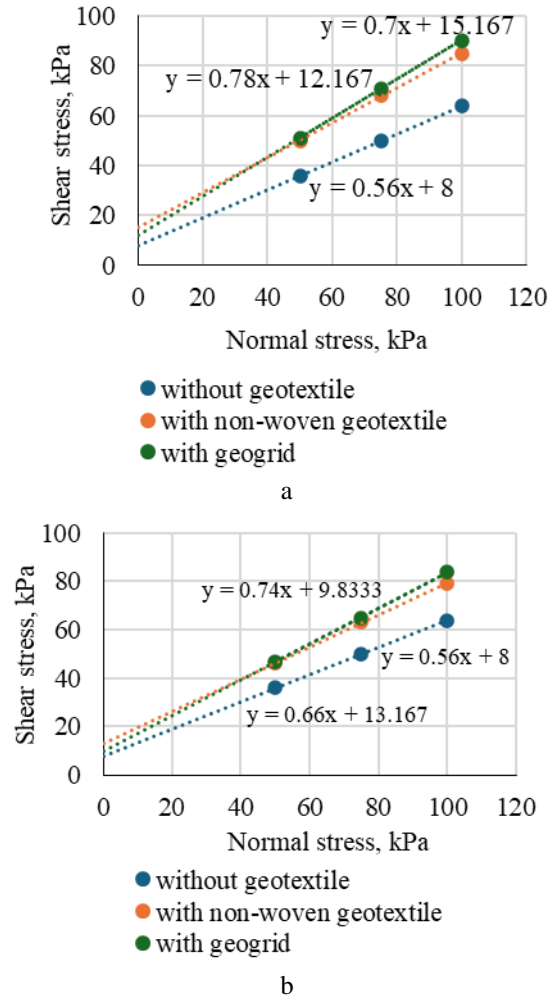 100
80
60
40
20
0
Shear stress, kPa
y = 0.7x + 15.167
y = 0.78x + 12.167
y = 0.56x + 8
0 20 40 60 80 100 120
Normal stress, kPa
without geotextile
with non-woven geotextile
with geogrid
a
100
80
60
40
20
0
Shear stress, kPa
y = 0.74x + 9.8333
y = 0.56x + 8
y = 0.66x + 13.167
0 20 40 60 80 100 120
Normal stress, kPa
without geotextile
with non-woven geotextile
with geogrid
b